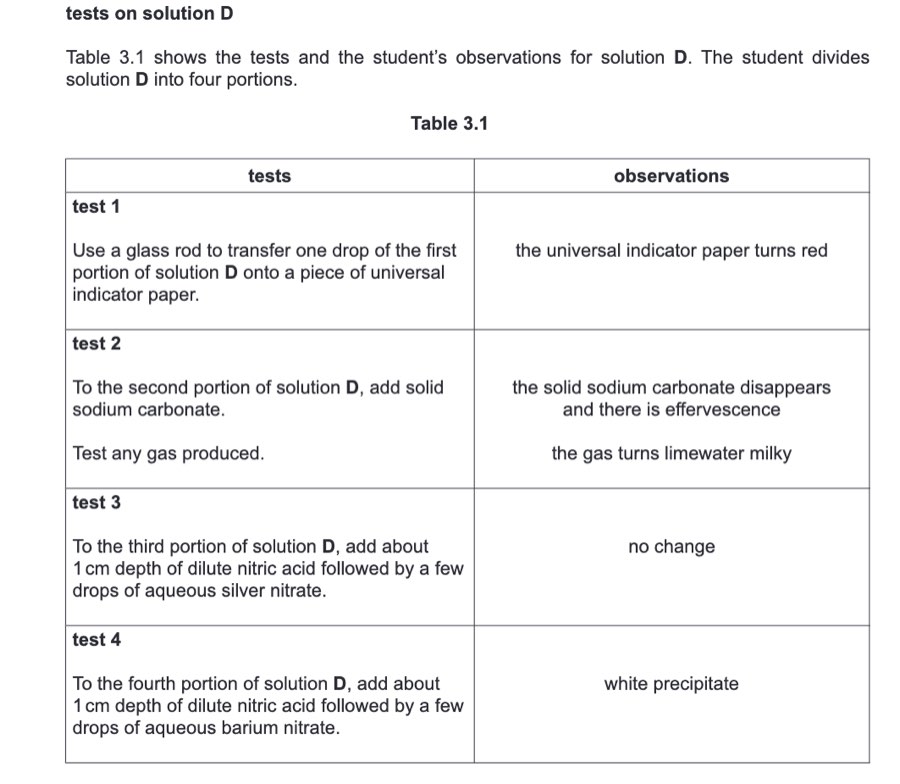 tests on solution D
Table 3.1 shows the tests and the student's observations for solution D. The student divides
solution D into four portions.
Table 3.1
tests
observations
test 1
Use a glass rod to transfer one drop of the first
portion of solution D onto a piece of universal
indicator paper.
the universal indicator paper turns red
test 2
To the second portion of solution D, add solid
sodium carbonate.
Test any gas produced.
the solid sodium carbonate disappears
and there is effervescence
the gas turns limewater milky
test 3
To the third portion of solution D, add about
1 cm depth of dilute nitric acid followed by a few
drops of aqueous silver nitrate.
no change
test 4
To the fourth portion of solution D, add about
1 cm depth of dilute nitric acid followed by a few
drops of aqueous barium nitrate.
white precipitate